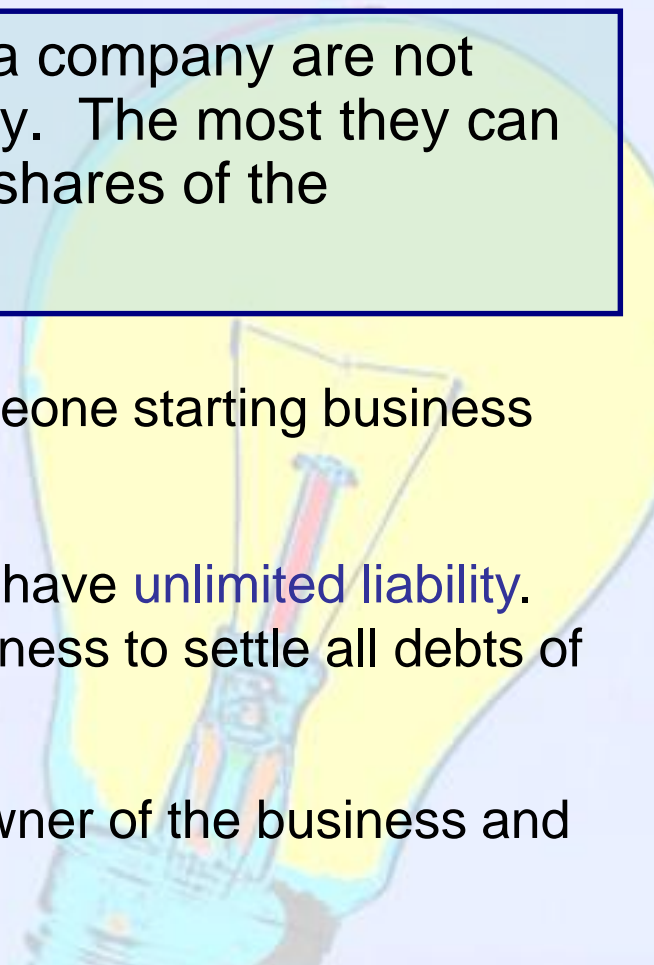 a company are not
y. The most they can
shares of the
eone starting business
have unlimited liability.
ness to settle all debts of
wner of the business and